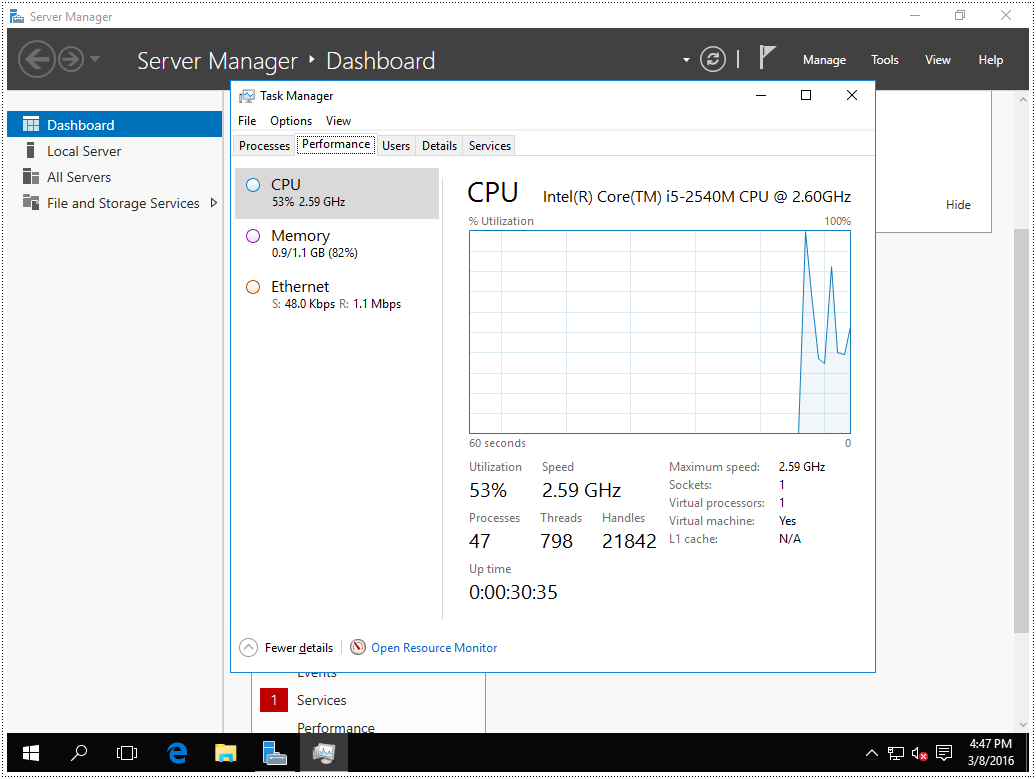 Server Manager
Server Manager ‣ Dashboard
Manage Tools View Help
Dashboard
Local Server
All Servers
File and Storage Services
Hide
Task Manager
File Options View
Processes Performance Users Details Services
CPU
53% 2.59 GHz
Memory
0.9/1.1 GB (82%)
Ethernet
S: 48.0 Kbps R: 1.1 Mbps
CPU Intel(R) Core(TM) i5-2540M CPU @ 2.60GHz
% Utilization 100%
60 seconds 0
Utilization Speed
53% 2.59 GHz
Processes Threads Handles
47 798 21842
Up time
0:00:30:35
Maximum speed: 2.59 GHz
Sockets: 1
Virtual processors: 1
Virtual machine: Yes
L1 cache: N/A
Fewer details Open Resource Monitor
Events
1 Services
Performance
4:47 PM
3/8/2016